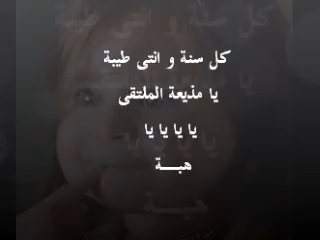 كل سنة و انتى طيبة
يا مذيعة الملتقى
يا يا يا يا
هبـــة